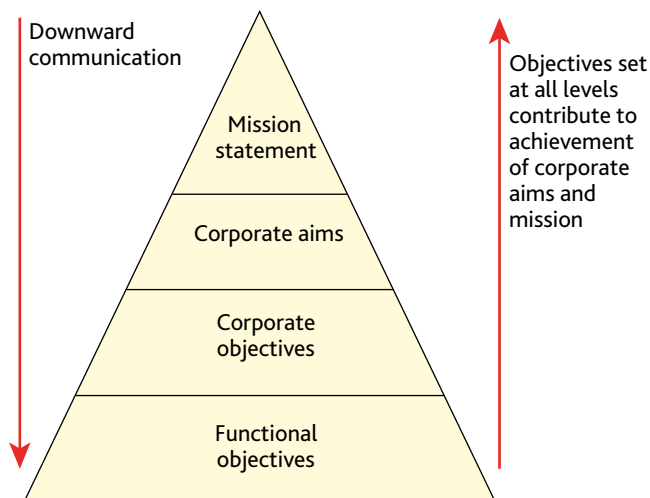 Downward
communication
Mission
statement
Corporate aims
Corporate
objectives
Functional
objectives
Objectives set
at all levels
contribute to
achievement
of corporate
aims and
mission